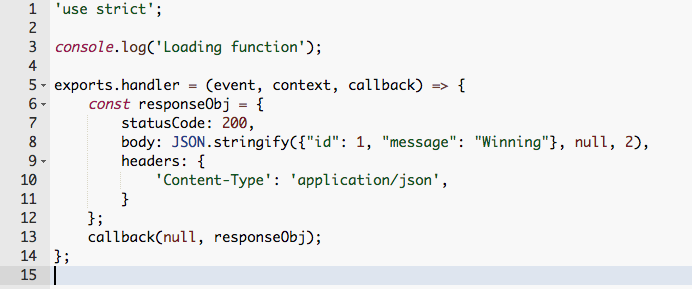 1 'use strict';
2
3 console.log('Loading function');
4
5 exports.handler = (event, context, callback) => {
6     const responseObj = {
7         statusCode: 200,
8         body: JSON.stringify({"id": 1, "message": "Winning"}, null, 2),
9         headers: {
10             'Content-Type': 'application/json',
11         }
12     };
13     callback(null, responseObj);
14 };
15